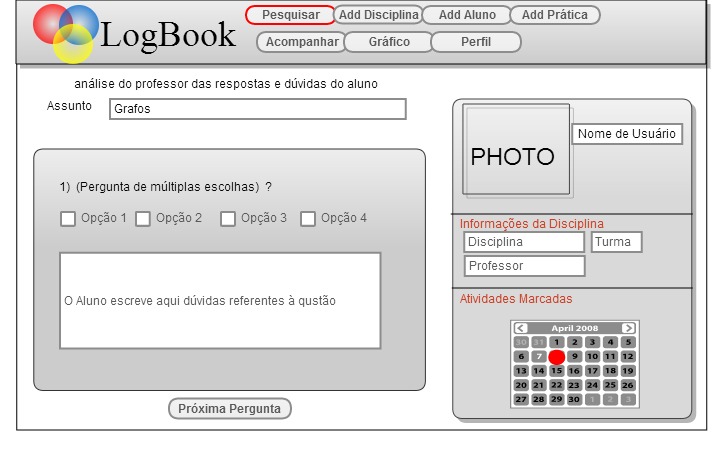 LogBook
Pesquisar Add Disciplina Add Aluno Add Prática
Acompanhar Gráfico Perfil
análise do professor das respostas e dúvidas do aluno
Assunto Grafos
1) (Pergunta de múltiplas escolhas) ?
Opção 1 Opção 2 Opção 3 Opção 4
O Aluno escreve aqui dúvidas referentes à qustão
Próxima Pergunta
PHOTO
Nome de Usuário
Informações da Disciplina
Disciplina Turma
Professor
Atividades Marcadas
April 2008
30 31 1 2 3 4 5
6 7 9 10 11 12
13 14 15 16 17 18 19
20 21 22 23 24 25 26
27 28 29 30 1 2 3